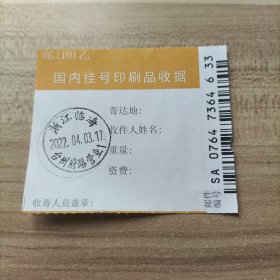 邮1101乙
国内挂号印刷品收据
寄达地:
收件人姓名:
重量:
资费:
收寄人员盖章:
浙江临海
2022.04.03.17
邮件
编号
SA 0764 7364 6 33